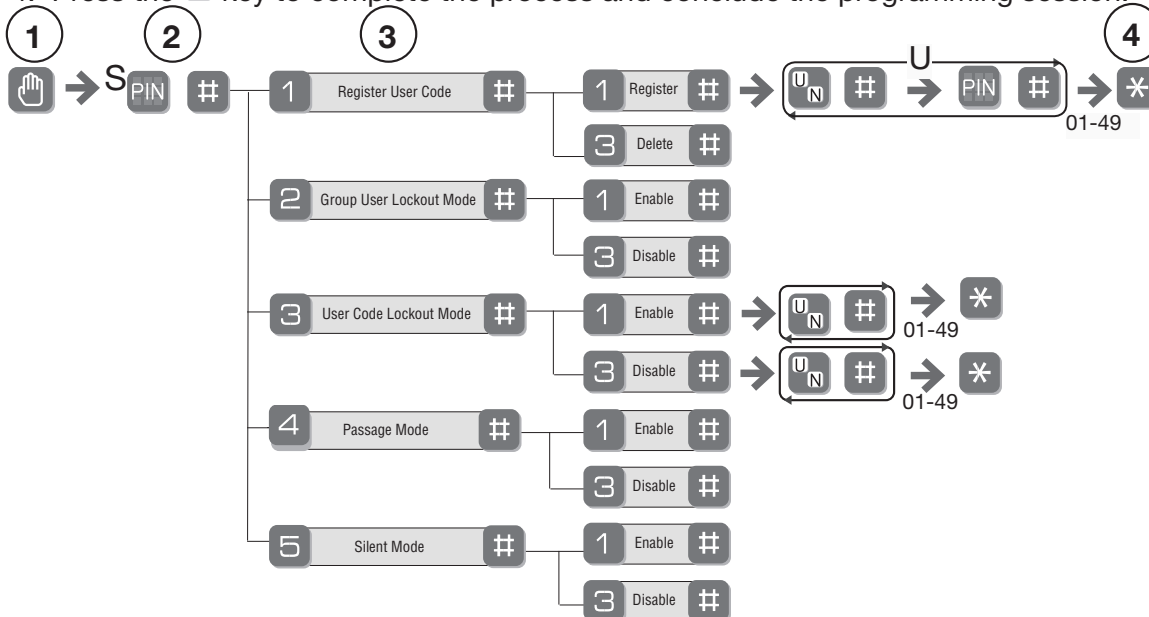 4. Press the * key to complete the process and conclude the programming session.
1 2 3 4
S PIN # 1 Register User Code # 1 Register # U N # U PIN # *
01-49
3 Delete #
2 Group User Lockout Mode # 1 Enable #
3 Disable #
3 User Code Lockout Mode # 1 Enable # U N # *
01-49
3 Disable # U N # *
01-49
4 Passage Mode # 1 Enable #
3 Disable #
5 Silent Mode # 1 Enable #
3 Disable #